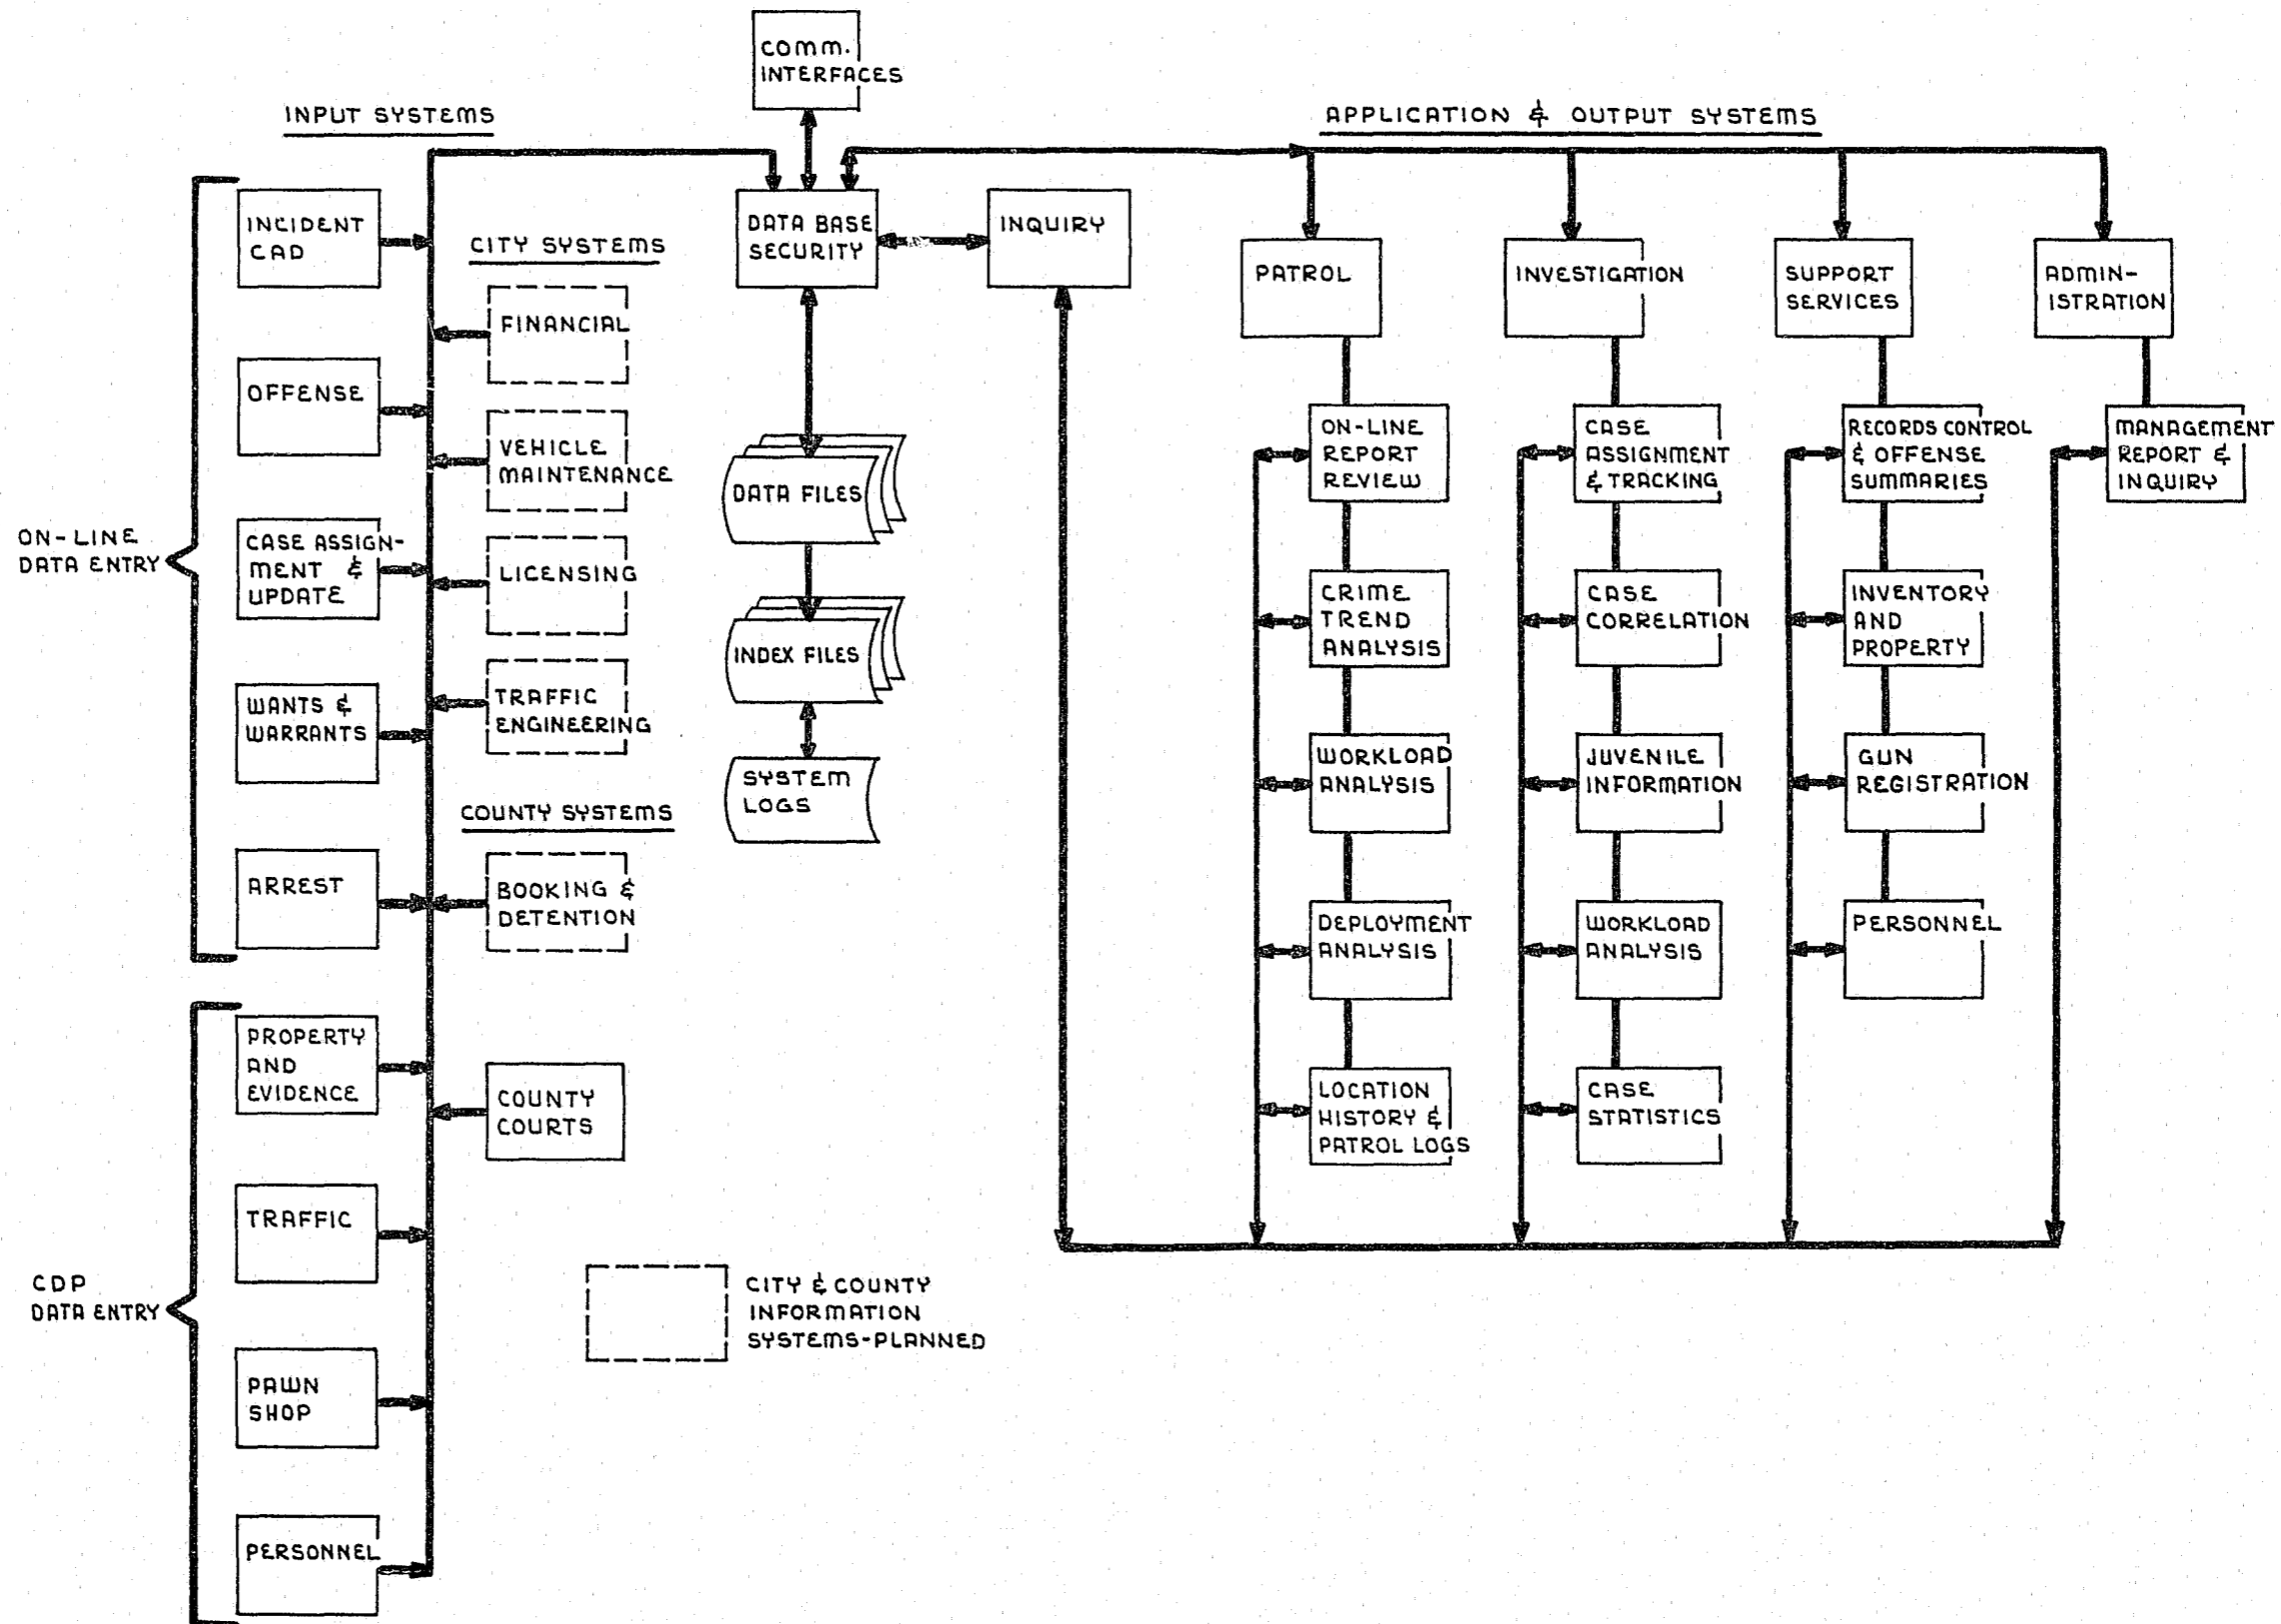 COMM.
INTERFACES
INPUT SYSTEMS
APPLICATION & OUTPUT SYSTEMS
ON-LINE
DATA ENTRY
INCIDENT
CAD
OFFENSE
CASE ASSIGN-
MENT &
UPDATE
WANTS &
WARRANTS
ARREST
CDP
DATA ENTRY
PROPERTY
AND
EVIDENCE
TRAFFIC
PAWN
SHOP
PERSONNEL
CITY SYSTEMS
FINANCIAL
VEHICLE
MAINTENANCE
LICENSING
TRAFFIC
ENGINEERING
COUNTY SYSTEMS
BOOKING &
DETENTION
COUNTY
COURTS
CITY & COUNTY
INFORMATION
SYSTEMS-PLANNED
DATA BASE
SECURITY
DATA FILES
INDEX FILES
SYSTEM
LOGS
INQUIRY
PATROL
ON-LINE
REPORT
REVIEW
CRIME
TREND
ANALYSIS
WORKLOAD
ANALYSIS
DEPLOYMENT
ANALYSIS
LOCATION
HISTORY &
PATROL LOGS
INVESTIGATION
CASE
ASSIGNMENT
& TRACKING
CASE
CORRELATION
JUVENILE
INFORMATION
WORKLOAD
ANALYSIS
CASE
STATISTICS
SUPPORT
SERVICES
RECORDS CONTROL
& OFFENSE
SUMMARIES
INVENTORY
AND
PROPERTY
GUN
REGISTRATION
PERSONNEL
ADMIN-
ISTRATION
MANAGEMENT
REPORT &
INQUIRY